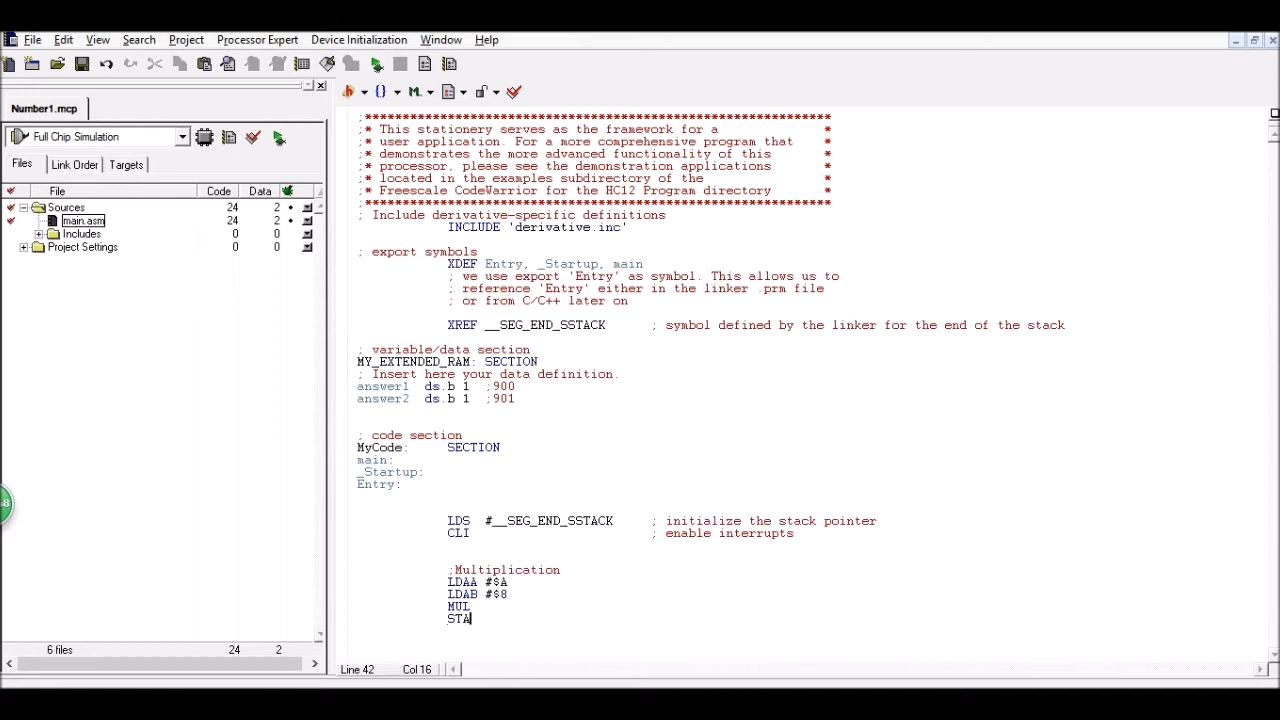 File Edit View Search Project Processor Expert Device Initialization Window Help
Number1.mcp
Full Chip Simulation
Files Link Order Targets
File Code Data
Sources 24 2
main.asm 24 2
Includes 0 0
Project Settings 0 0
6 files 24 2
;*******************************************************************
;* This stationery serves as the framework for a *
;* user application. For a more comprehensive program that *
;* demonstrates the more advanced functionality of this *
;* processor, please see the demonstration applications *
;* located in the examples subdirectory of the *
;* Freescale CodeWarrior for the HC12 Program directory *
;*******************************************************************
; Include derivative-specific definitions
INCLUDE 'derivative.inc'
; export symbols
XDEF Entry, _Startup, main
; we use export 'Entry' as symbol. This allows us to
; reference 'Entry' either in the linker .prm file
; or from C/C++ later on
XREF __SEG_END_SSTACK ; symbol defined by the linker for the end of the stack
; variable/data section
MY_EXTENDED_RAM: SECTION
; Insert here your data definition.
answer1 ds.b 1 ;900
answer2 ds.b 1 ;901
; code section
MyCode: SECTION
main:
_Startup:
Entry:
LDS #__SEG_END_SSTACK ; initialize the stack pointer
CLI ; enable interrupts
;Multiplication
LDAA #$A
LDAB #$8
MUL
STA
Line 42 Col 16